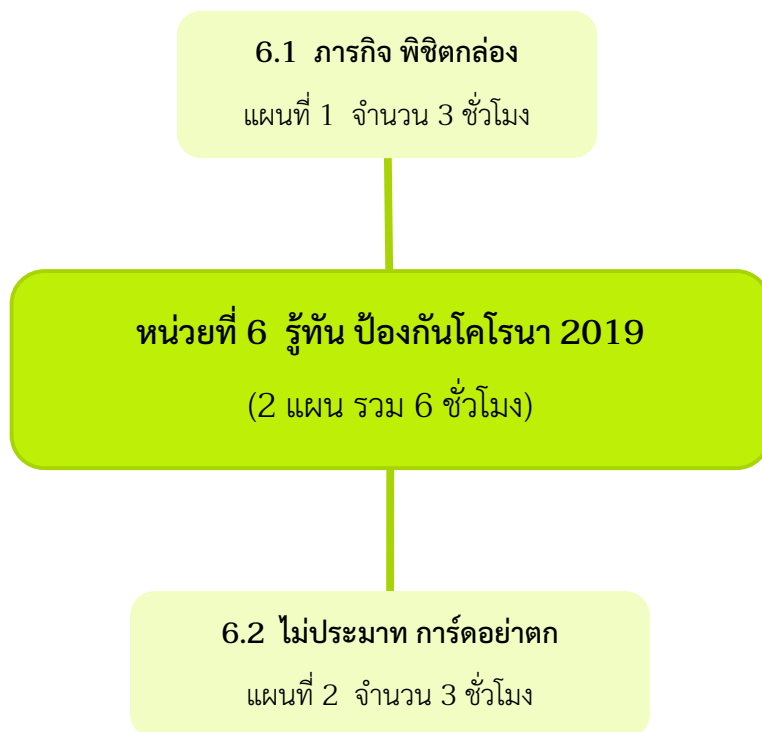 6.1 ภารกิจ พิชิตกล่อง
แผนที่ 1 จำนวน 3 ชั่วโมง
หน่วยที่ 6 รู้ทัน ป้องกันโคโรนา 2019
(2 แผน รวม 6 ชั่วโมง)
6.2 ไม่ประมาท การ์ดอย่าตก
แผนที่ 2 จำนวน 3 ชั่วโมง